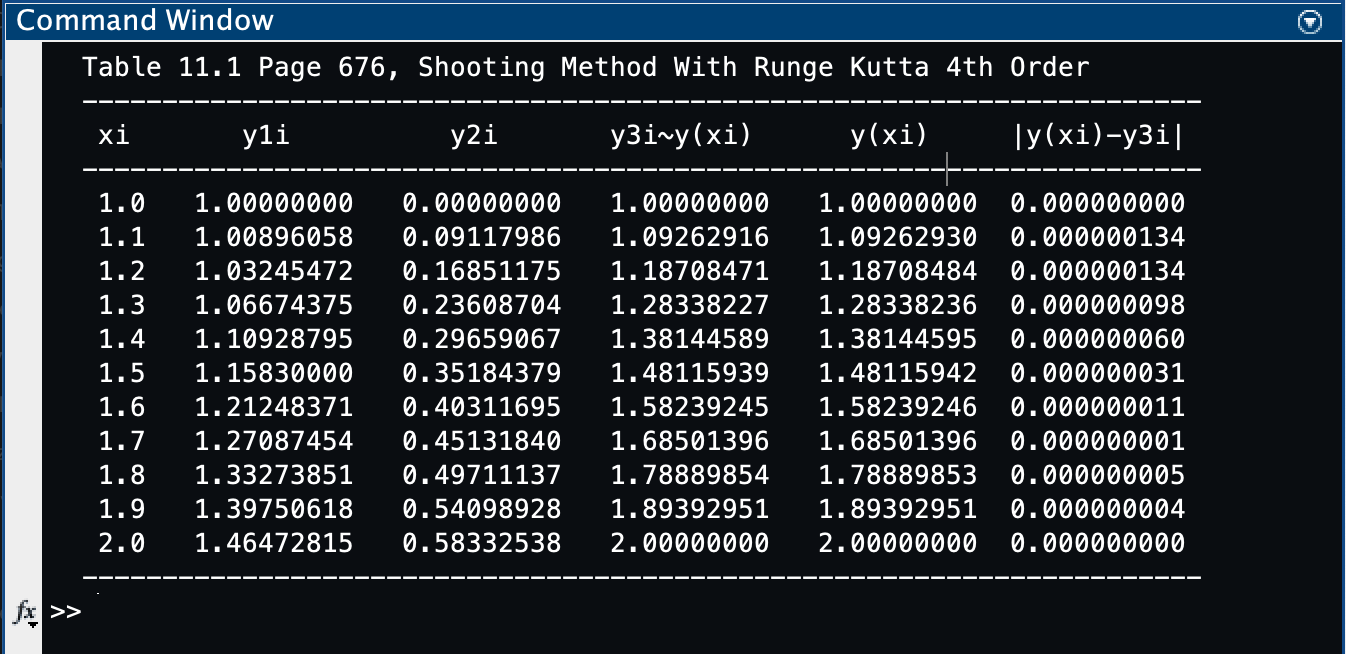 Command Window
Table 11.1 Page 676, Shooting Method With Runge Kutta 4th Order
----------------------------------------------------------------------
xi y1i y2i y3i~y(xi) y(xi) |y(xi)-y3i|
----------------------------------------------------------------------
1.0 1.00000000 0.00000000 1.00000000 1.00000000 0.000000000
1.1 1.00896058 0.09117986 1.09262916 1.09262930 0.000000134
1.2 1.03245472 0.16851175 1.18708471 1.18708484 0.000000134
1.3 1.06674375 0.23608704 1.28338227 1.28338236 0.000000098
1.4 1.10928795 0.29659067 1.38144589 1.38144595 0.000000060
1.5 1.15830000 0.35184379 1.48115939 1.48115942 0.000000031
1.6 1.21248371 0.40311695 1.58239245 1.58239246 0.000000011
1.7 1.27087454 0.45131840 1.68501396 1.68501396 0.000000001
1.8 1.33273851 0.49711137 1.78889854 1.78889853 0.000000005
1.9 1.39750618 0.54098928 1.89392951 1.89392951 0.000000004
2.0 1.46472815 0.58332538 2.00000000 2.00000000 0.000000000
----------------------------------------------------------------------
fx >>